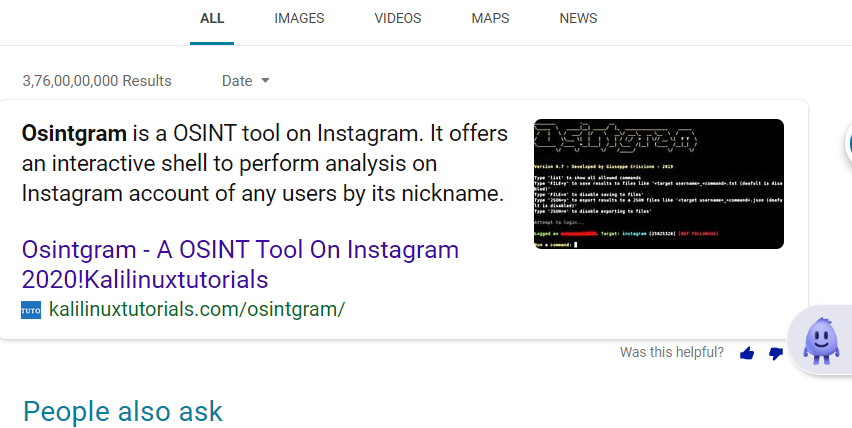 ALL IMAGES VIDEOS MAPS NEWS
3,76,00,00,000 Results Date
Osintgram is a OSINT tool on Instagram. It offers
an interactive shell to perform analysis on
Instagram account of any users by its nickname.
Osintgram
Version 0.7 - Developed by Giuseppe Criscione - 2019
Type 'list' to show all allowed commands
Type 'FILE=y' to save results to files like '<target username>_<command>.txt (deafult is disa
bled)'
Type 'FILE=n' to disable saving to files'
Type 'JSON=y' to export results to a JSON files like '<target username>_<command>.json (deafu
lt is disabled)'
Type 'JSON=n' to disable exporting to files'
Attempt to login...
Logged as Target: instagram [25025320] [NOT FOLLOWING]
Run a command:
Osintgram - A OSINT Tool On Instagram
2020!Kalilinuxtutorials
TUTO kalilinuxtutorials.com/osintgram/
Was this helpful?
People also ask